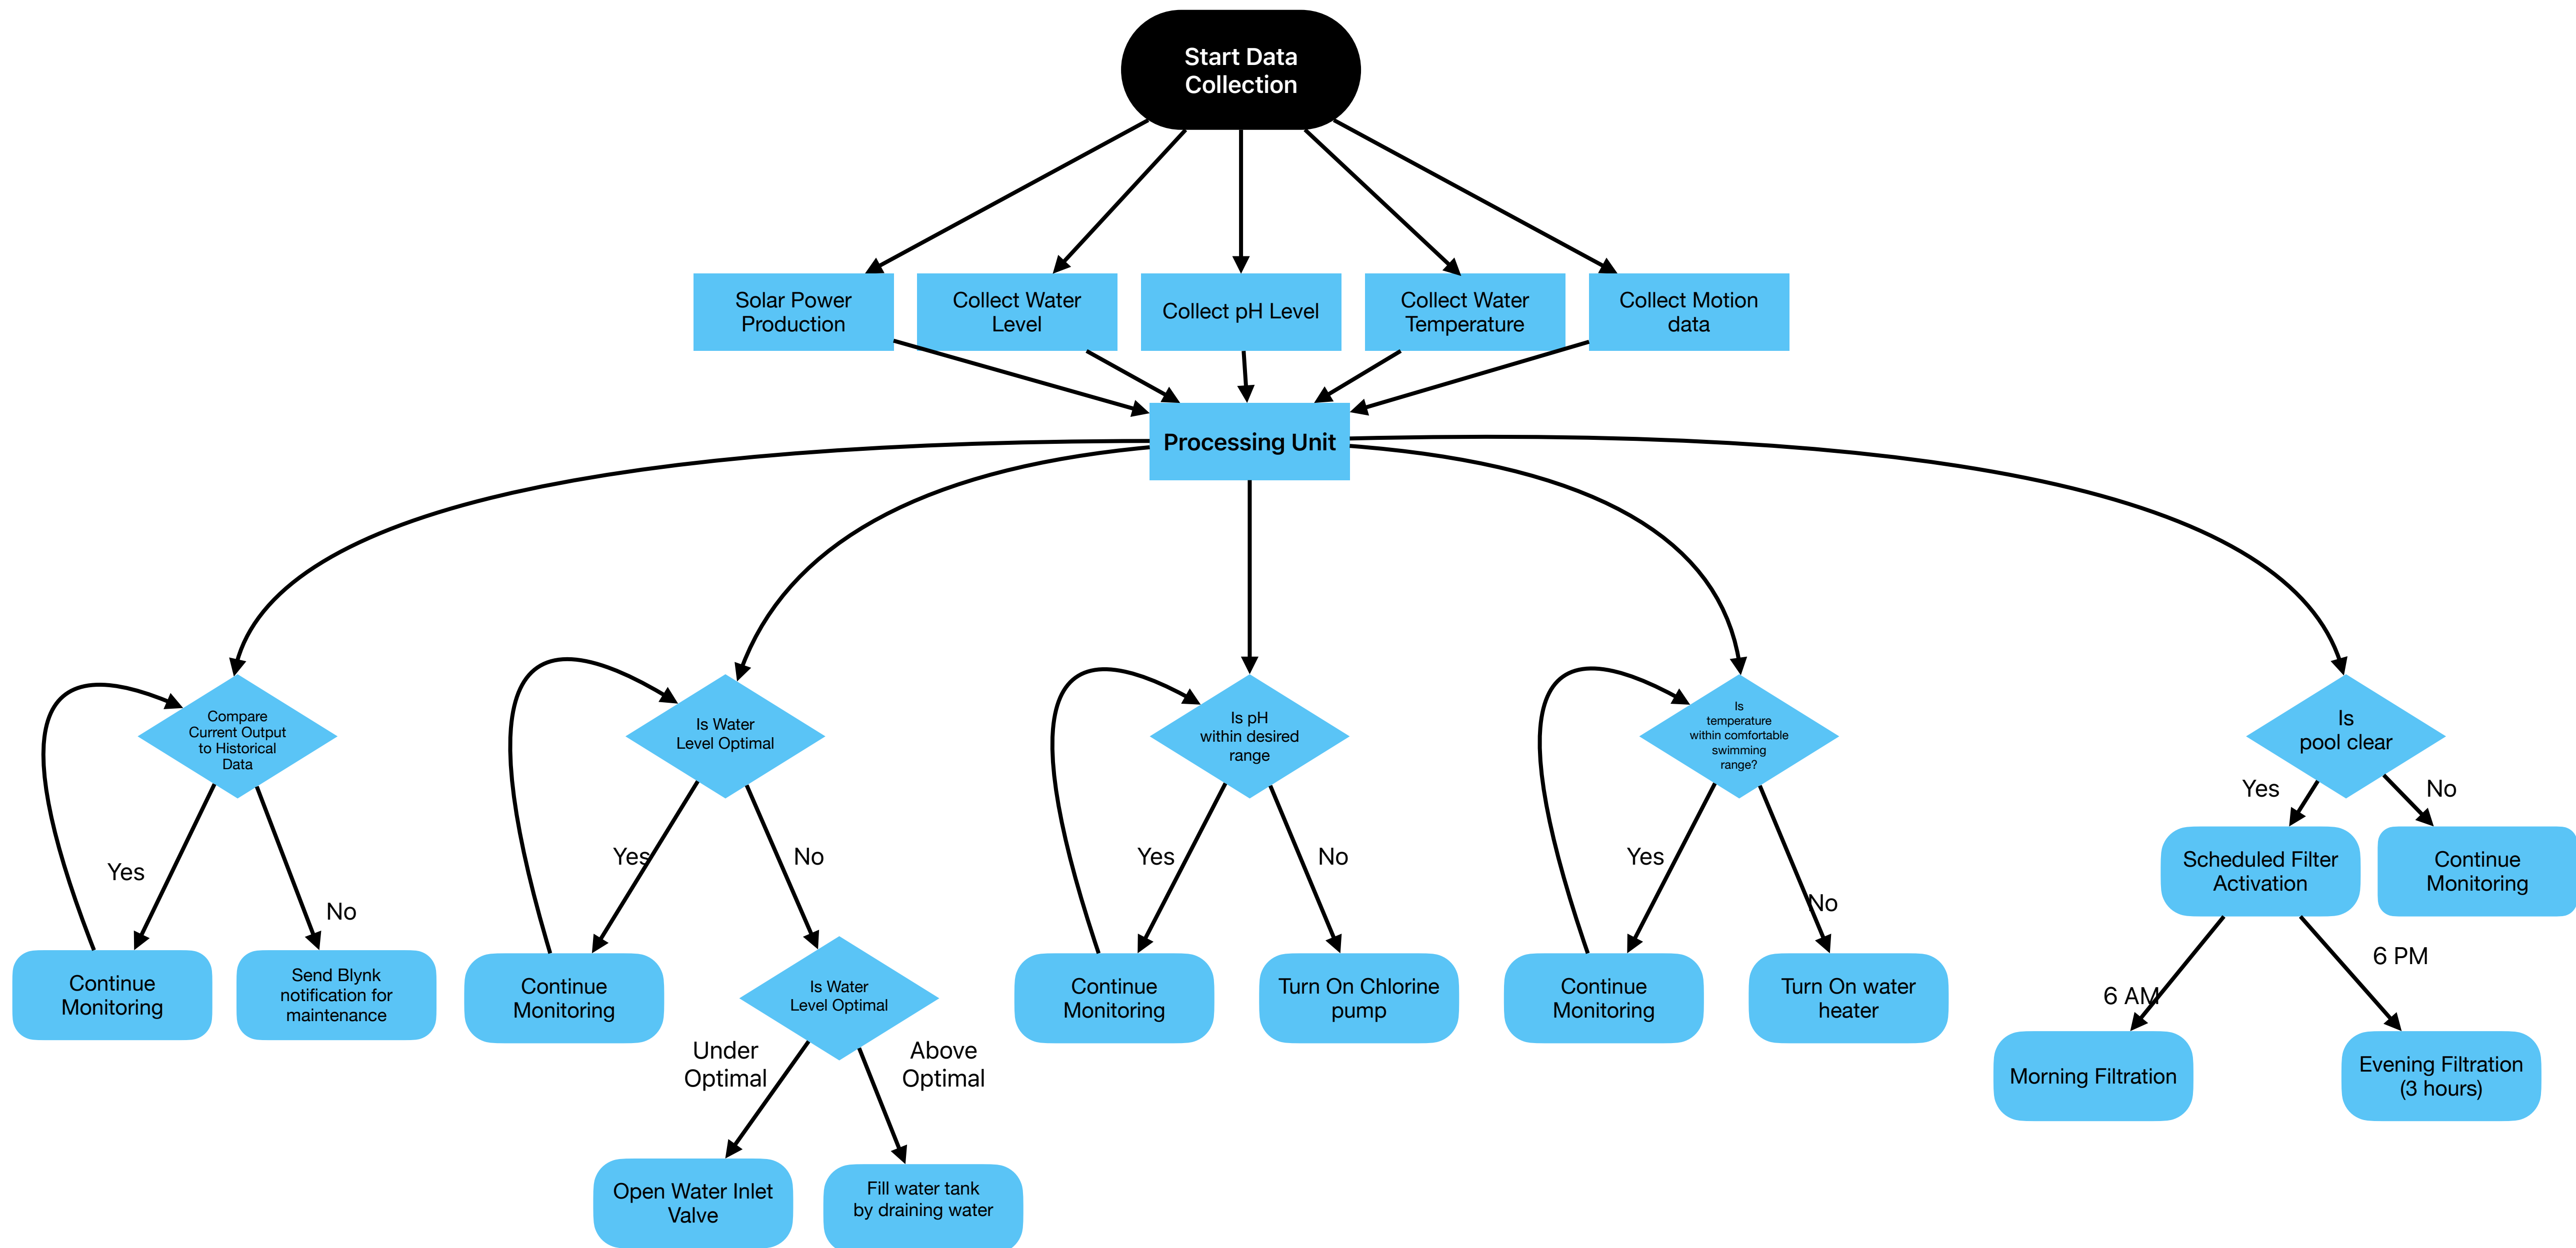 Start Data
Collection
Solar Power
Production
Collect Water
Level
Collect pH Level
Collect Water
Temperature
Collect Motion
data
Processing Unit
Compare
Current Output
to Historical
Data
Is Water
Level Optimal
Is pH
within desired
range
Is
temperature
within comfortable
swimming
range?
Is
pool clear
Yes
No
Yes
No
Yes
No
Yes
No
Yes
No
Continue
Monitoring
Send Blynk
notification for
maintenance
Continue
Monitoring
Is Water
Level Optimal
Continue
Monitoring
Turn On Chlorine
pump
Continue
Monitoring
Turn On water
heater
Scheduled Filter
Activation
Continue
Monitoring
6 AM
6 PM
Under
Optimal
Above
Optimal
Morning Filtration
Evening Filtration
(3 hours)
Open Water Inlet
Valve
Fill water tank
by draining water